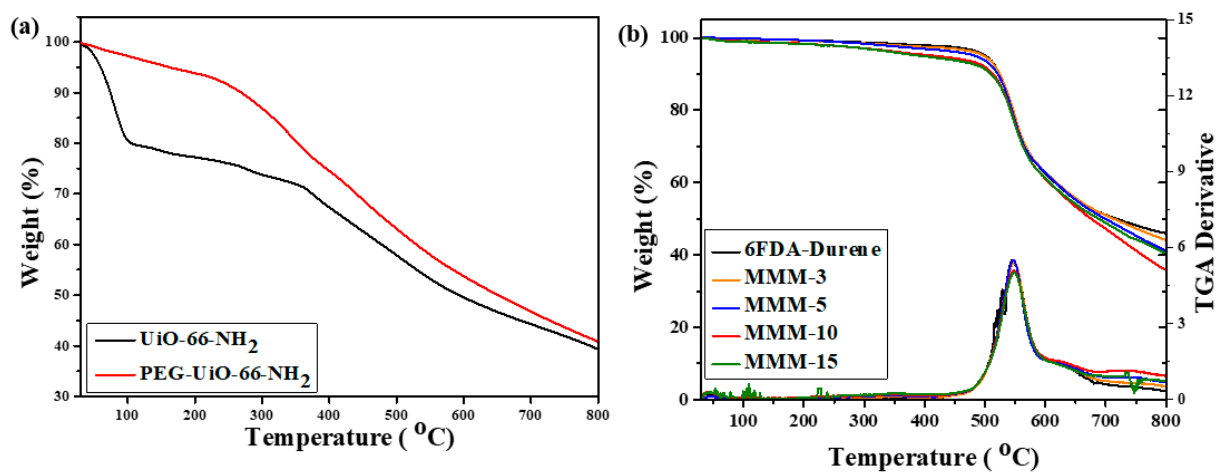 (a)
100
90
80
70
60
50
40
30
Weight (%)
UiO-66-NH2
PEG-UiO-66-NH2
100 200 300 400 500 600 700 800
Temperature ( oC)
(b)
100
80
60
40
20
0
Weight (%)
6FDA-Durene
MMM-3
MMM-5
MMM-10
MMM-15
15
12
9
6
3
0
TGA Derivative
100 200 300 400 500 600 700 800
Temperature ( oC)